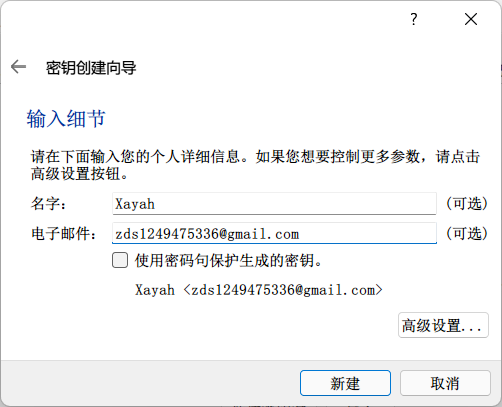 ?
密钥创建向导
输入细节
请在下面输入您的个人详细信息。如果您想要控制更多参数，请点击
高级设置按钮。
名字： Xayah (可选)
电子邮件： zds1249475336@gmail.com (可选)
使用密码句保护生成的密钥。
Xayah <zds1249475336@gmail.com>
高级设置...
新建 取消